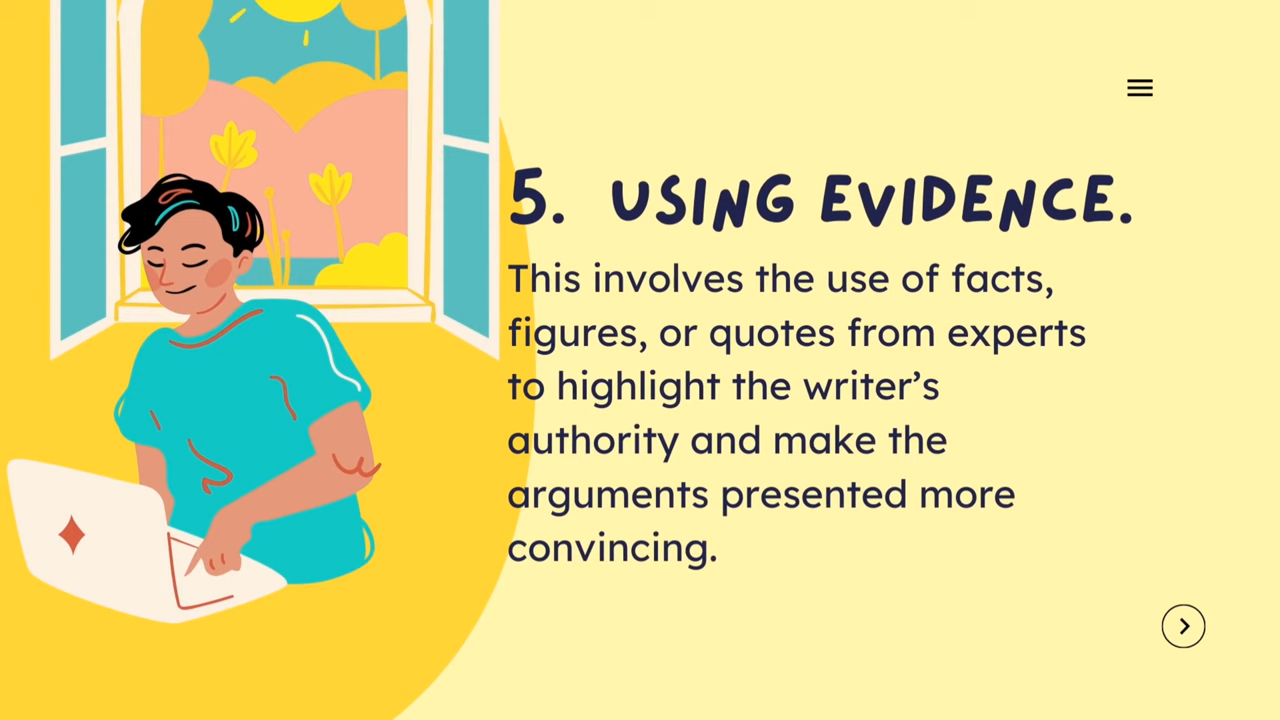 5. USING EVIDENCE.
This involves the use of facts,
figures, or quotes from experts
to highlight the writer’s
authority and make the
arguments presented more
convincing.